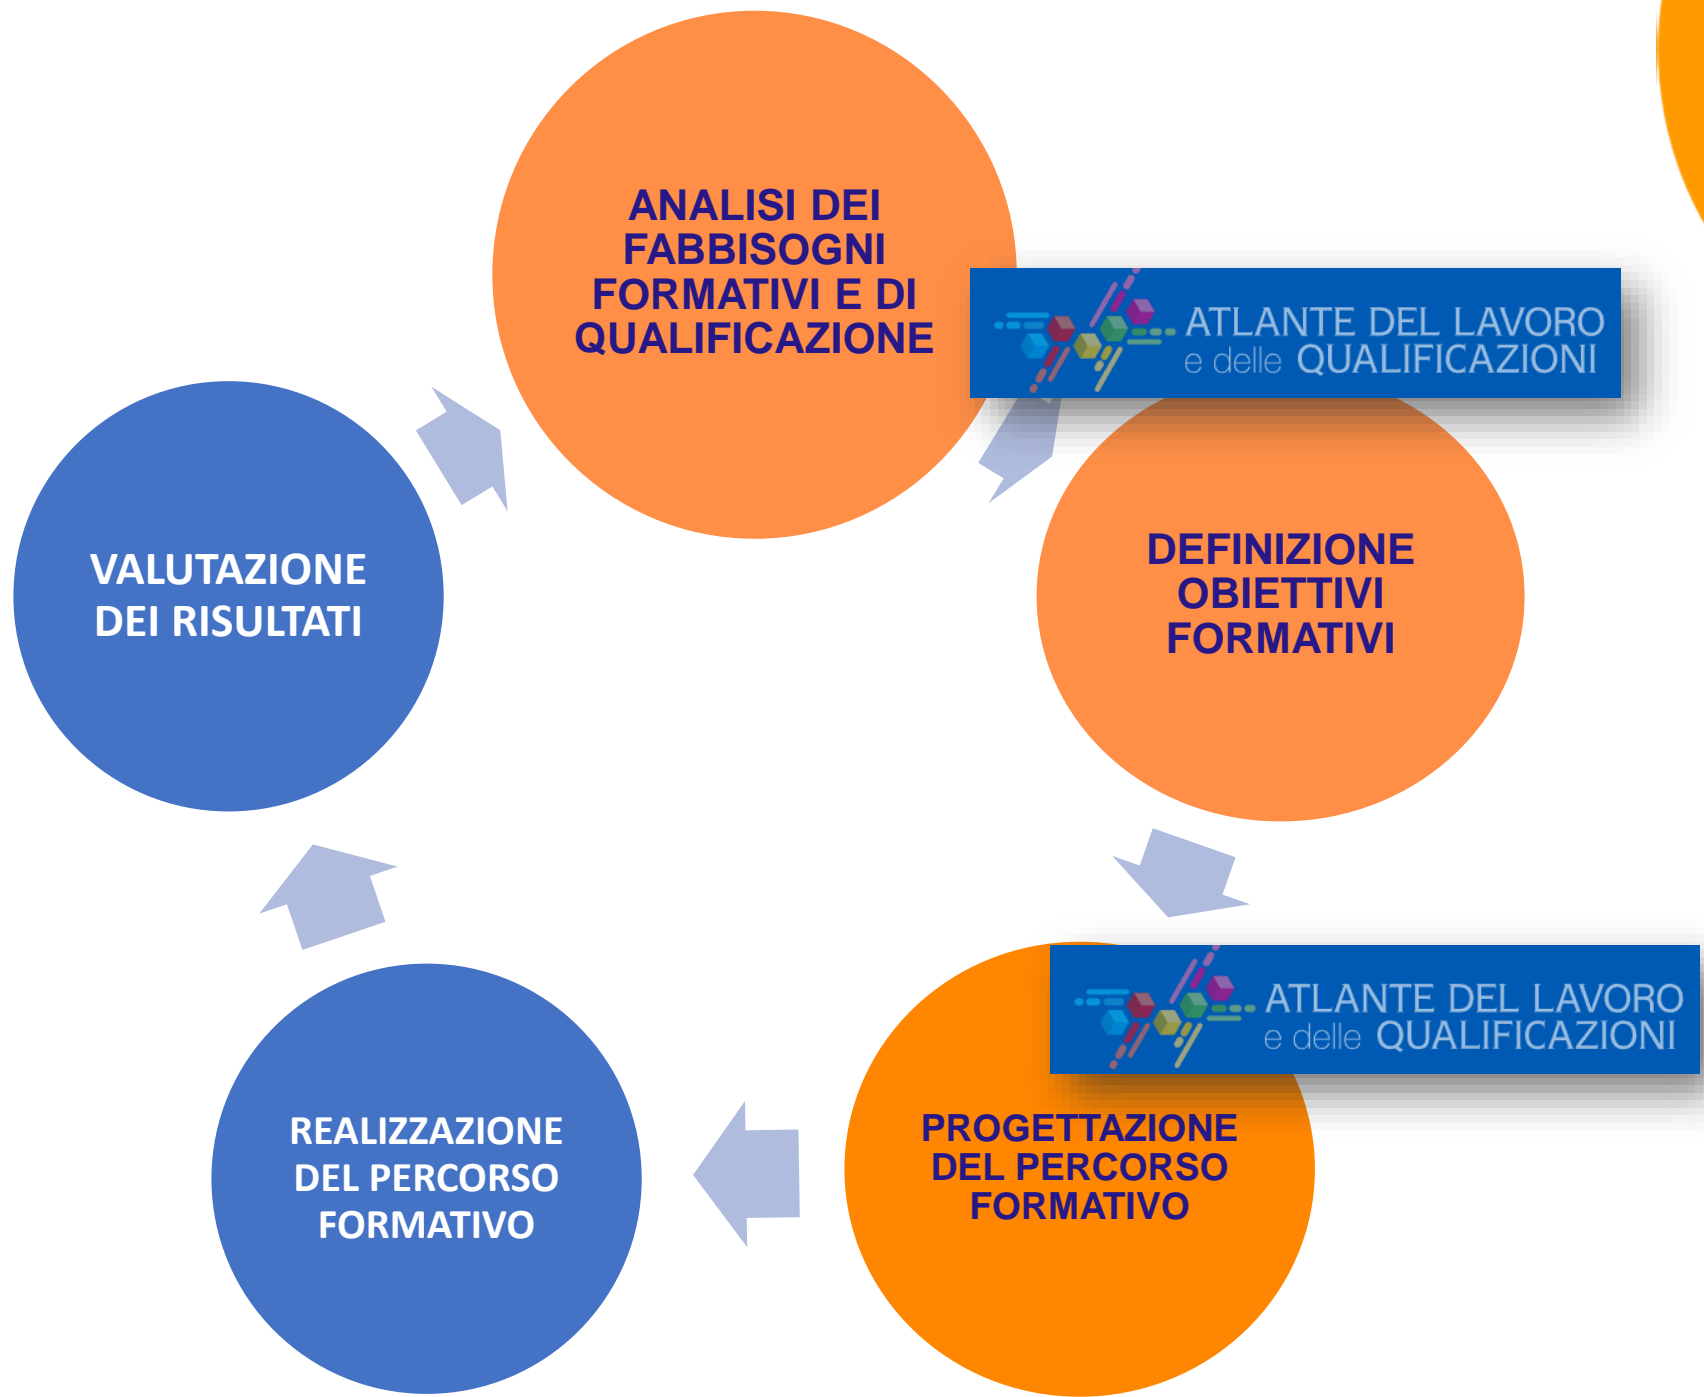 ANALISI DEI
FABBISOGNI
FORMATIVI E DI
QUALIFICAZIONE
ATLANTE DEL LAVORO
e delle QUALIFICAZIONI
DEFINIZIONE
OBIETTIVI
FORMATIVI
ATLANTE DEL LAVORO
e delle QUALIFICAZIONI
PROGETTAZIONE
DEL PERCORSO
FORMATIVO
REALIZZAZIONE
DEL PERCORSO
FORMATIVO
VALUTAZIONE
DEI RISULTATI